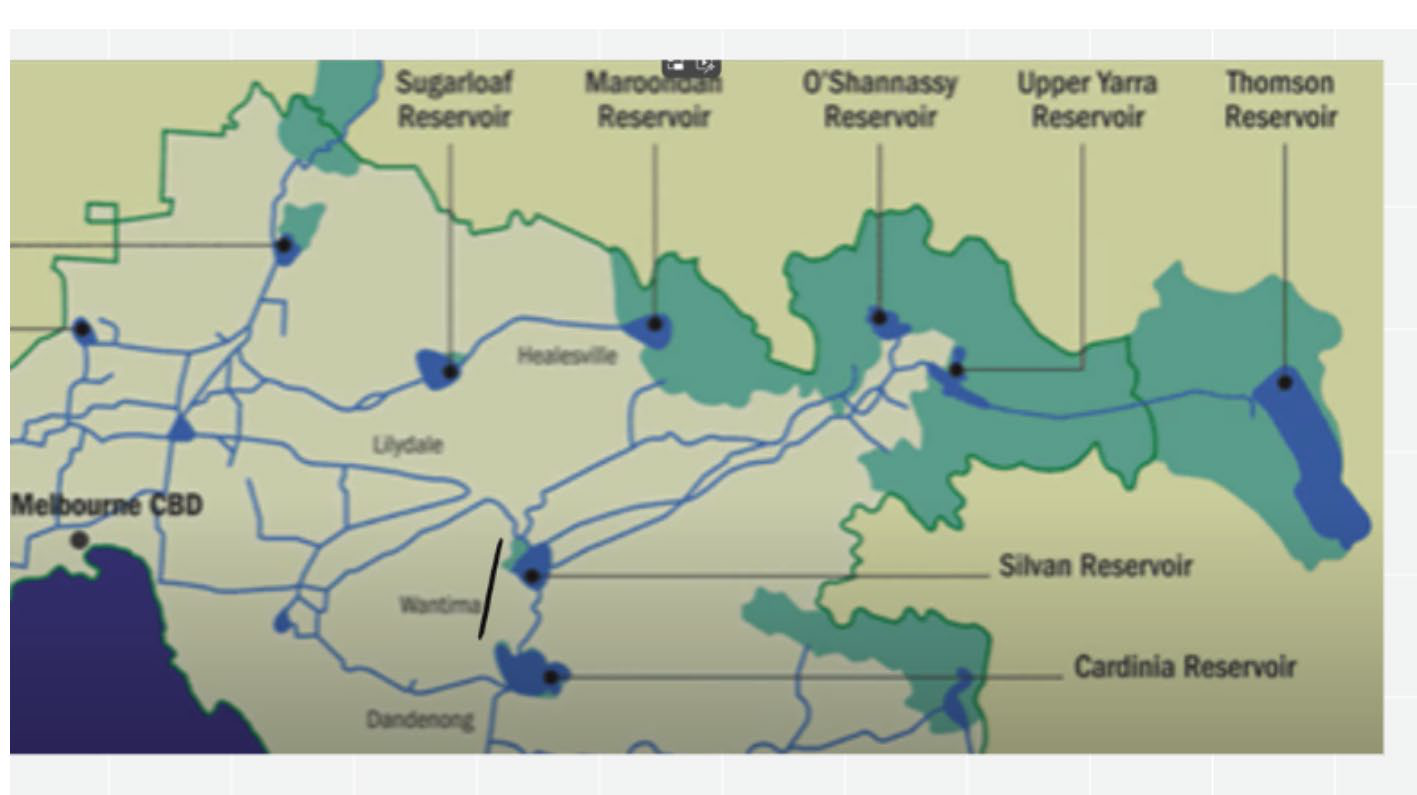 Sugarloaf
Reservoir
Maroondah
Reservoir
O'Shannassy
Reservoir
Upper Yarra
Reservoir
Thomson
Reservoir
Healesville
Lilydale
Melbourne CBD
Silvan Reservoir
Wantirna
Cardinia Reservoir
Dandenong